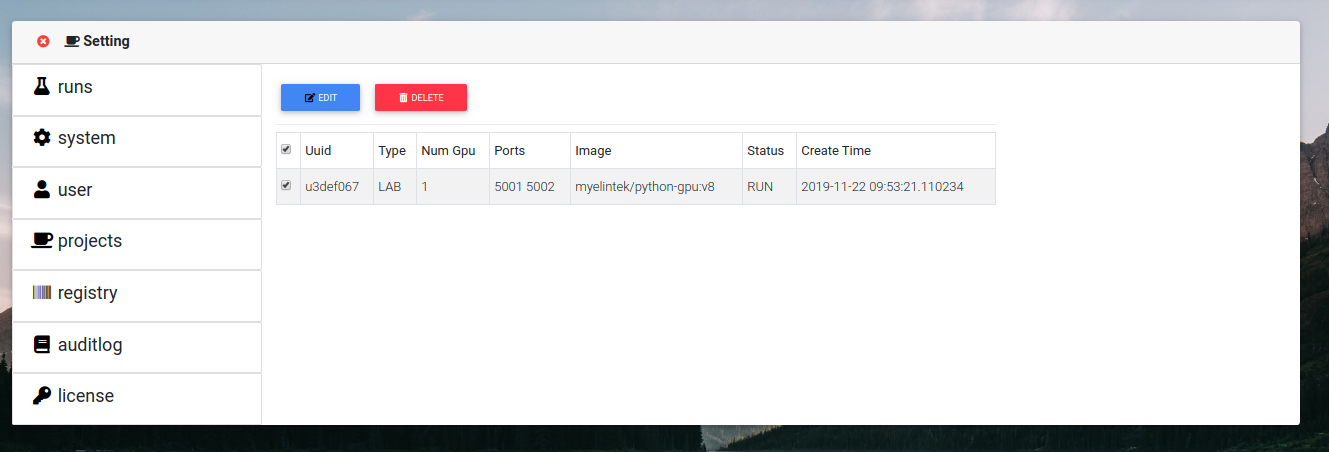 Setting
runs
system
user
projects
registry
auditlog
license
EDIT DELETE
Uuid Type Num Gpu Ports Image Status Create Time
u3def067 LAB 1 5001 5002 myelintek/python-gpu:v8 RUN 2019-11-22 09:53:21.110234